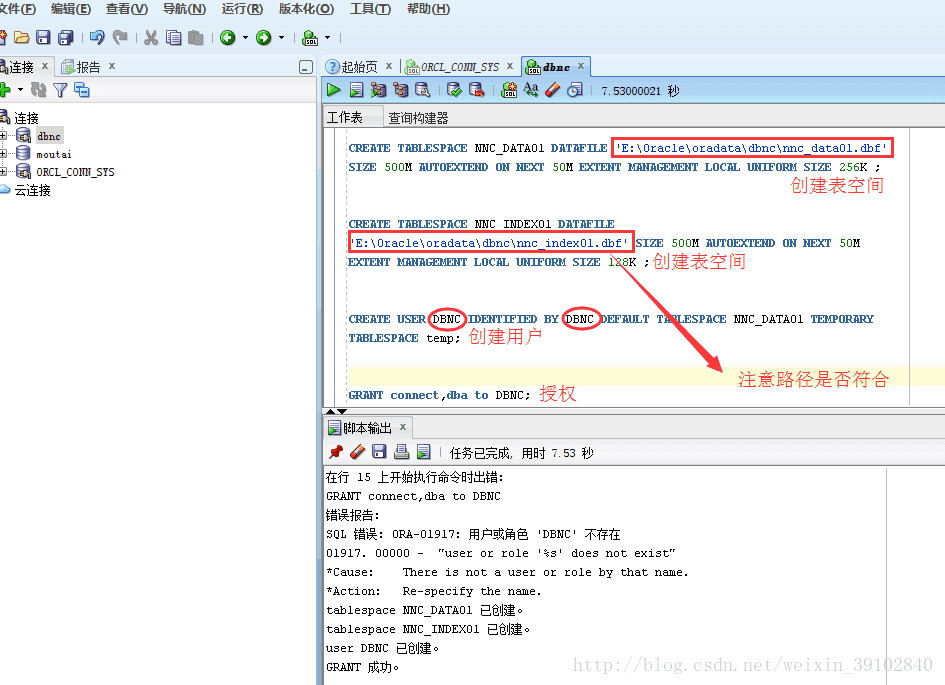 文件(F) 编辑(E) 查看(V) 导航(N) 运行(R) 版本化(O) 工具(T) 帮助(H)
连接 × 报告 ×
起始页 × ORCL_CONN_SYS × dbnc ×
7.53000021 秒
连接
dbnc
moutai
ORCL_CONN_SYS
云连接
工作表 查询构建器
CREATE TABLESPACE NNC_DATA01 DATAFILE 'E:\Oracle\oradata\dbnc\nnc_data01.dbf'
SIZE 500M AUTOEXTEND ON NEXT 50M EXTENT MANAGEMENT LOCAL UNIFORM SIZE 256K ;
创建表空间
CREATE TABLESPACE NNC_INDEX01 DATAFILE
'E:\Oracle\oradata\dbnc\nnc_index01.dbf' SIZE 500M AUTOEXTEND ON NEXT 50M
EXTENT MANAGEMENT LOCAL UNIFORM SIZE 128K ; 创建表空间
CREATE USER DBNC IDENTIFIED BY DBNC DEFAULT TABLESPACE NNC_DATA01 TEMPORARY
TABLESPACE temp; 创建用户
注意路径是否符合
GRANT connect,dba to DBNC; 授权
脚本输出 ×
任务已完成, 用时 7.53 秒
在行 15 上开始执行命令时出错:
GRANT connect,dba to DBNC
错误报告:
SQL 错误: ORA-01917: 用户或角色 'DBNC' 不存在
01917. 00000 - "user or role '%s' does not exist"
*Cause: There is not a user or role by that name.
*Action: Re-specify the name.
tablespace NNC_DATA01 已创建。
tablespace NNC_INDEX01 已创建。
user DBNC 已创建。
GRANT 成功。
http://blog.csdn.net/weixin_39102840